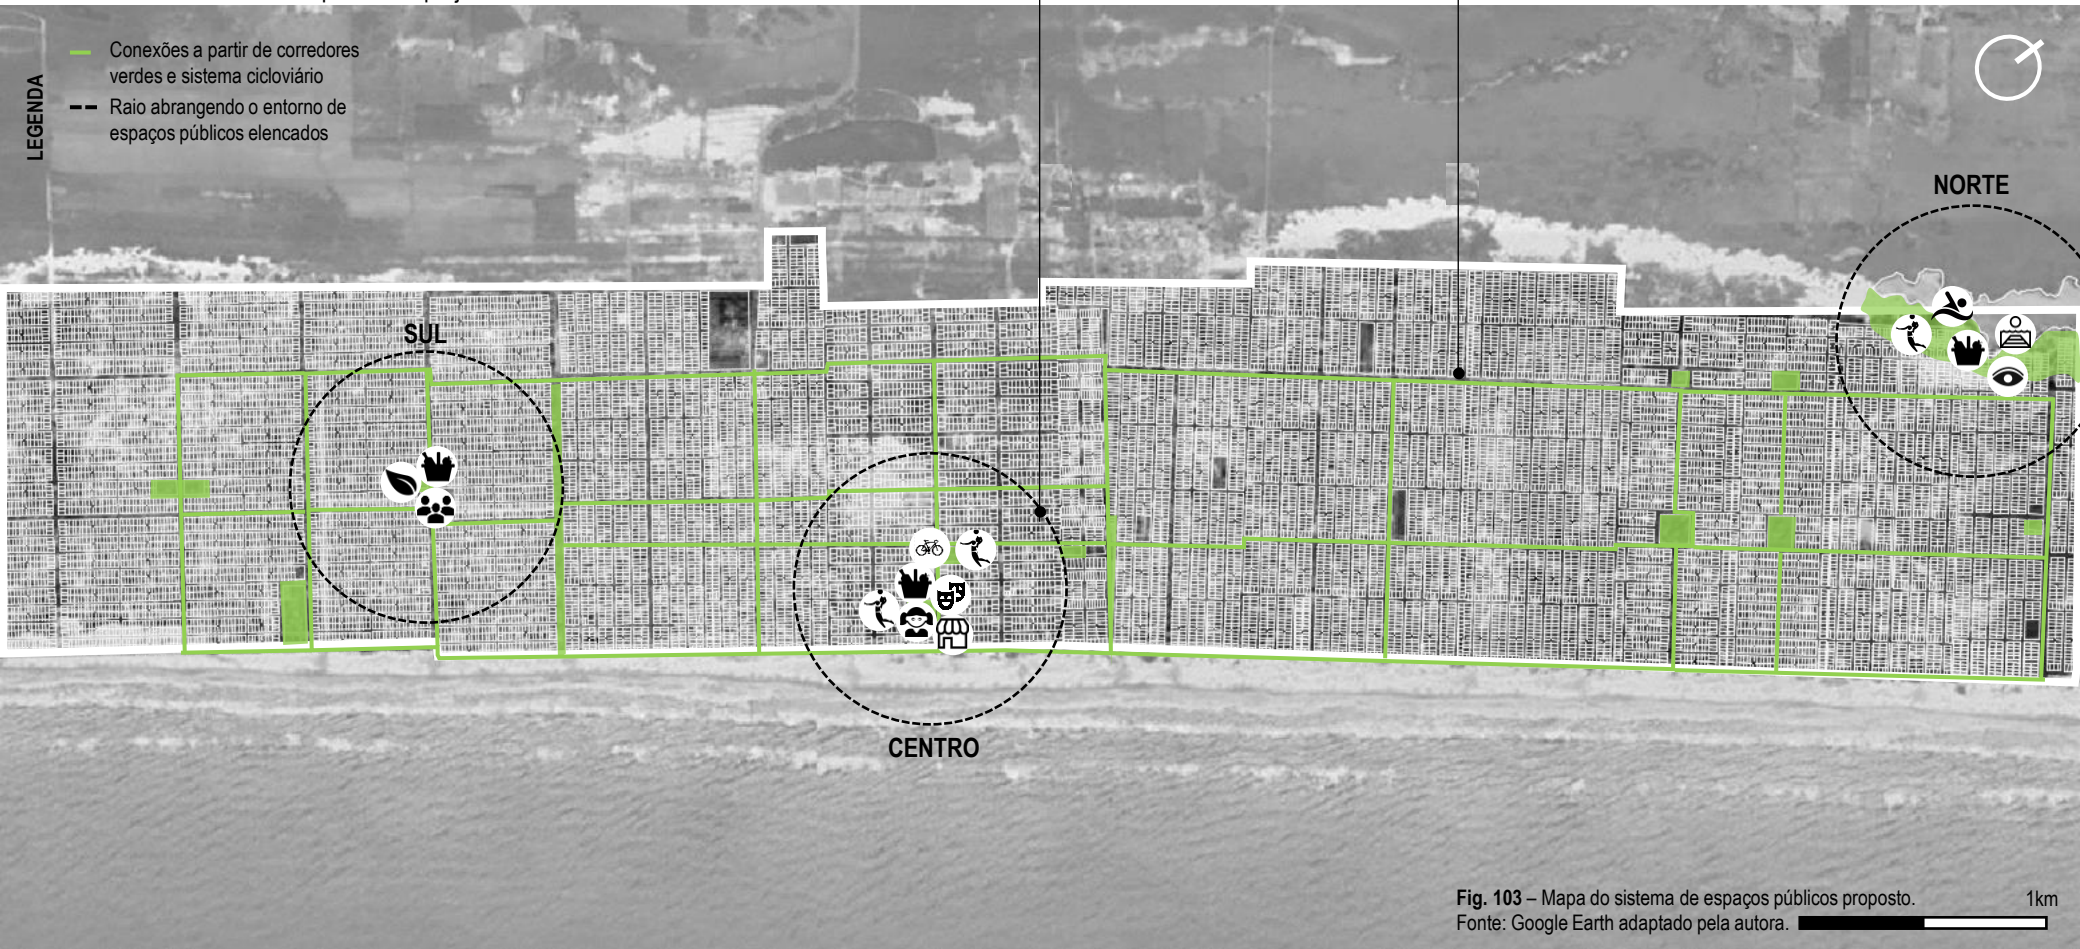 LEGENDA
Conexões a partir de corredores
verdes e sistema cicloviário
Raio abrangendo o entorno de
espaços públicos elencados
NORTE
SUL
CENTRO
Fig. 103 – Mapa do sistema de espaços públicos proposto.
1km
Fonte: Google Earth adaptado pela autora.